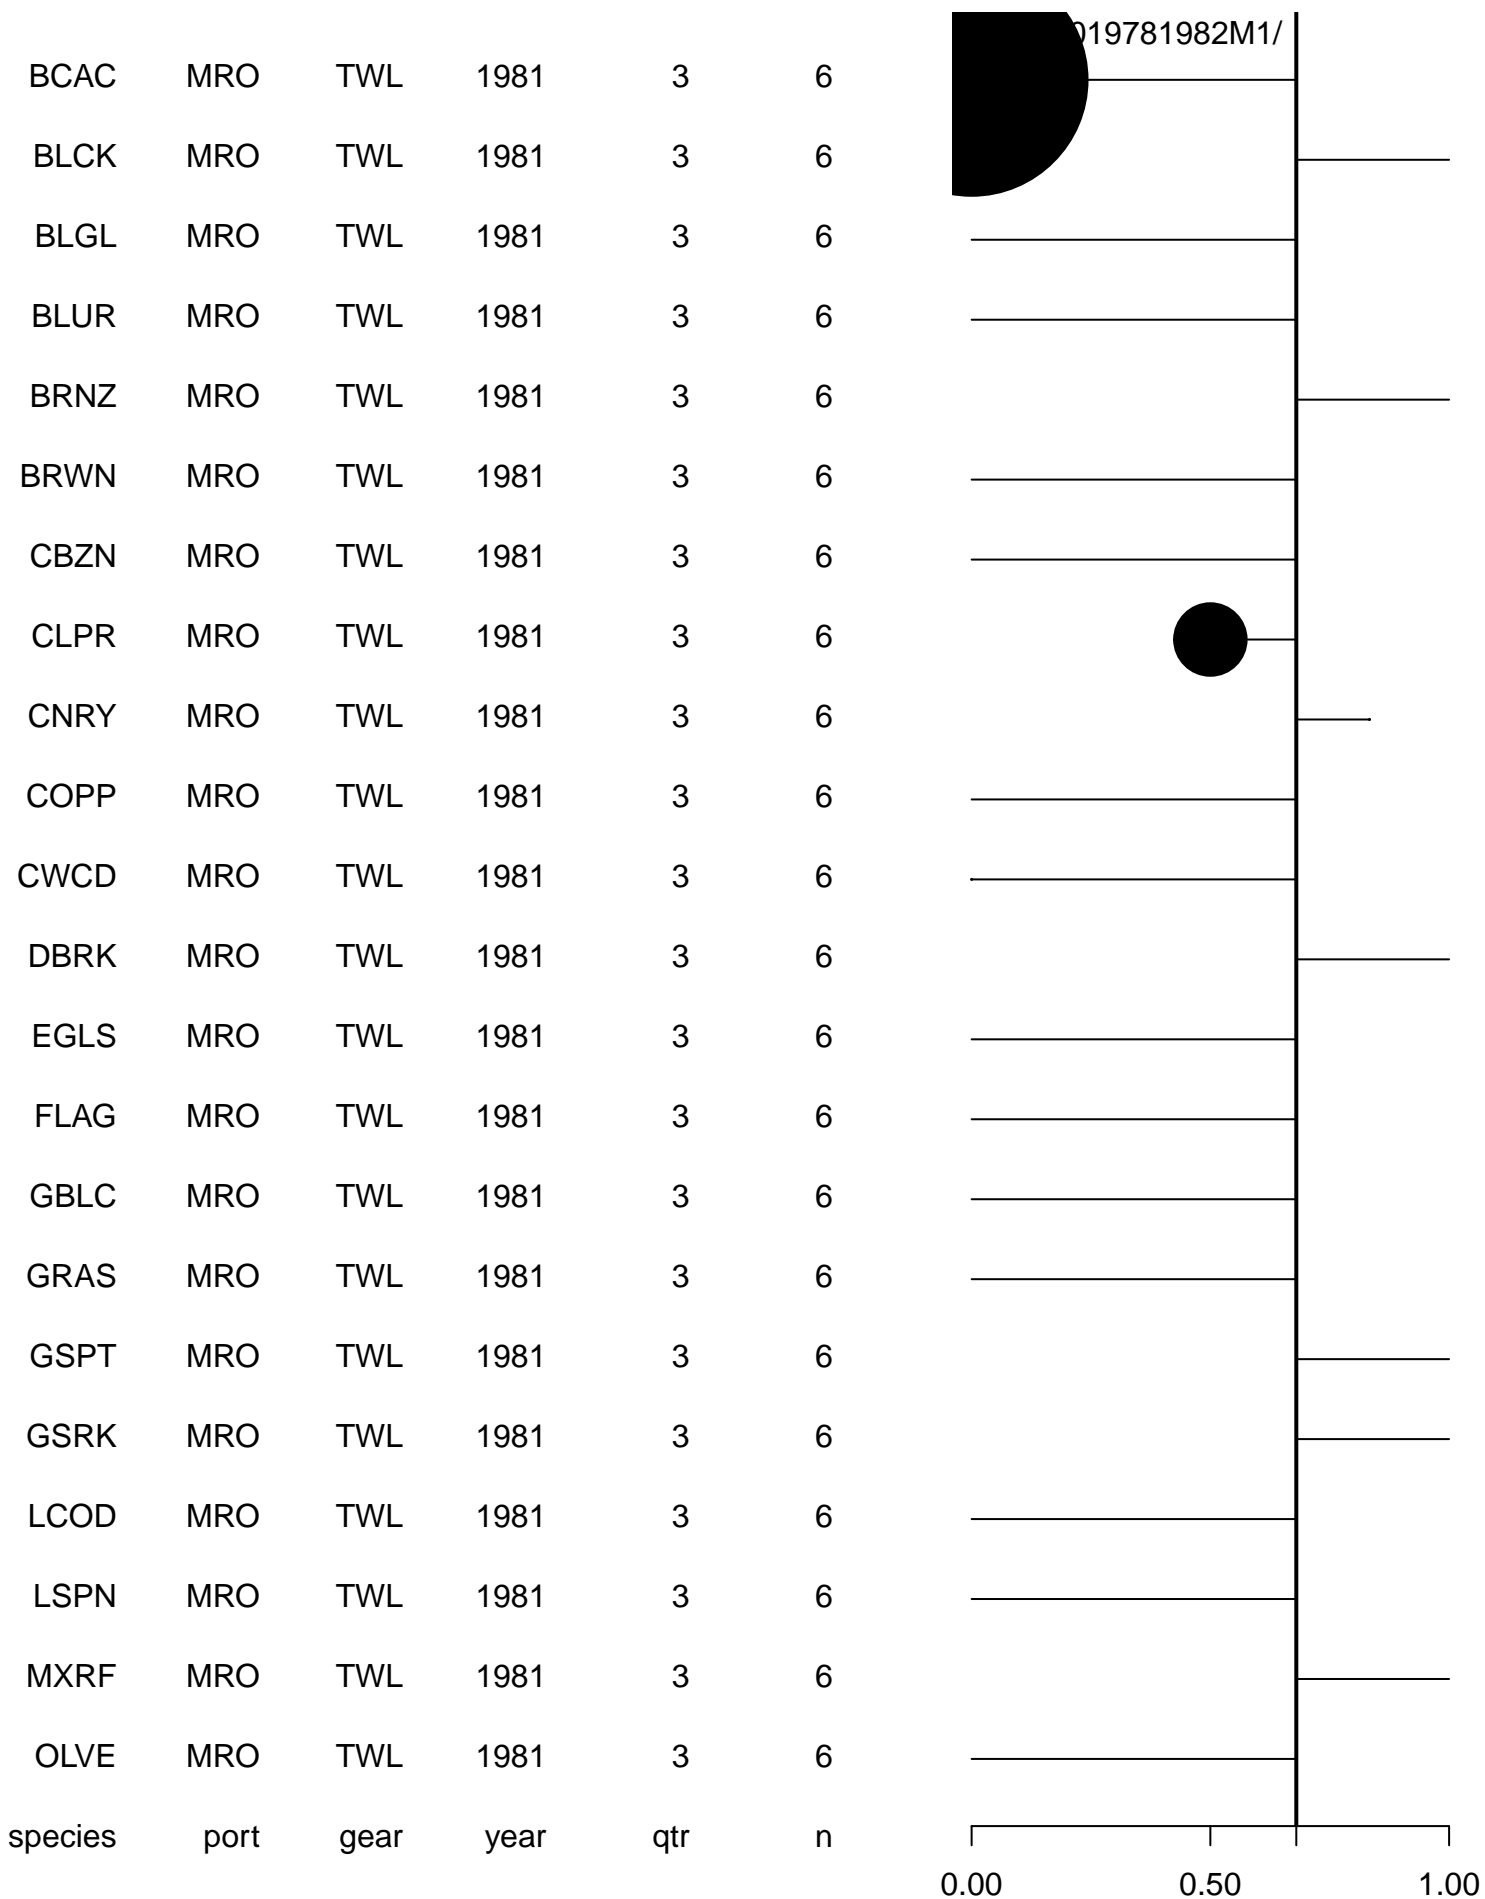 019781982M1/
BCAC MRO TWL 1981 3 6
BLCK MRO TWL 1981 3 6
BLGL MRO TWL 1981 3 6
BLUR MRO TWL 1981 3 6
BRNZ MRO TWL 1981 3 6
BRWN MRO TWL 1981 3 6
CBZN MRO TWL 1981 3 6
CLPR MRO TWL 1981 3 6
CNRY MRO TWL 1981 3 6
COPP MRO TWL 1981 3 6
CWCD MRO TWL 1981 3 6
DBRK MRO TWL 1981 3 6
EGLS MRO TWL 1981 3 6
FLAG MRO TWL 1981 3 6
GBLC MRO TWL 1981 3 6
GRAS MRO TWL 1981 3 6
GSPT MRO TWL 1981 3 6
GSRK MRO TWL 1981 3 6
LCOD MRO TWL 1981 3 6
LSPN MRO TWL 1981 3 6
MXRF MRO TWL 1981 3 6
OLVE MRO TWL 1981 3 6
species port gear year qtr n
0.00 0.50 1.00